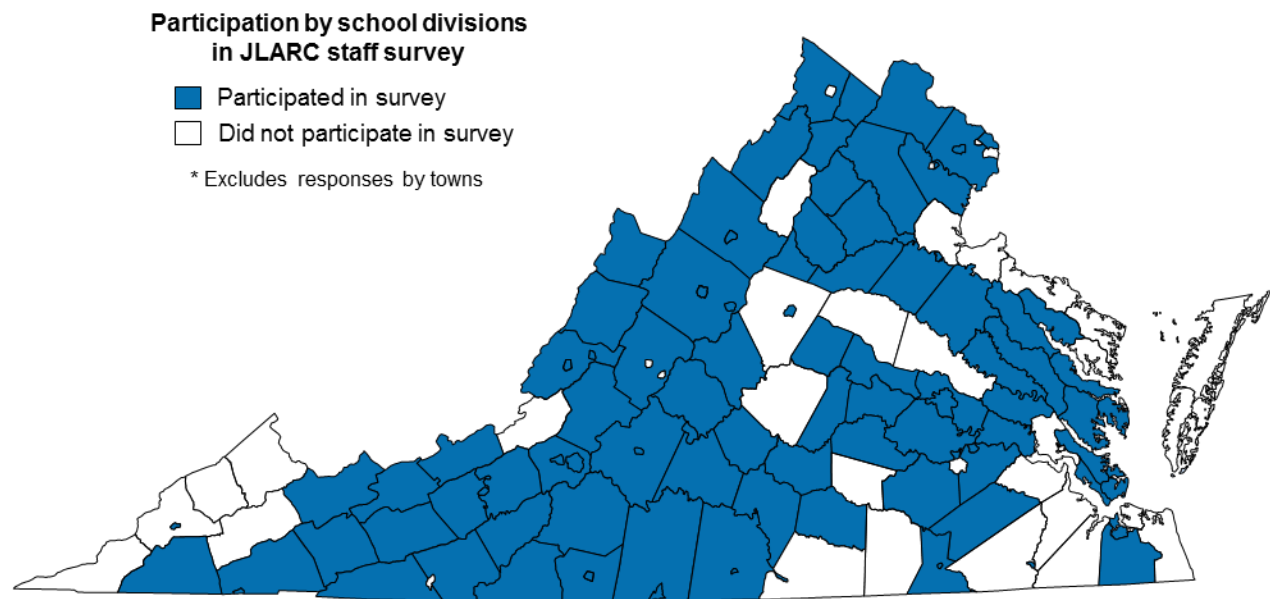 Participation by school divisions
in JLARC staff survey
Participated in survey
Did not participate in survey
* Excludes responses by towns